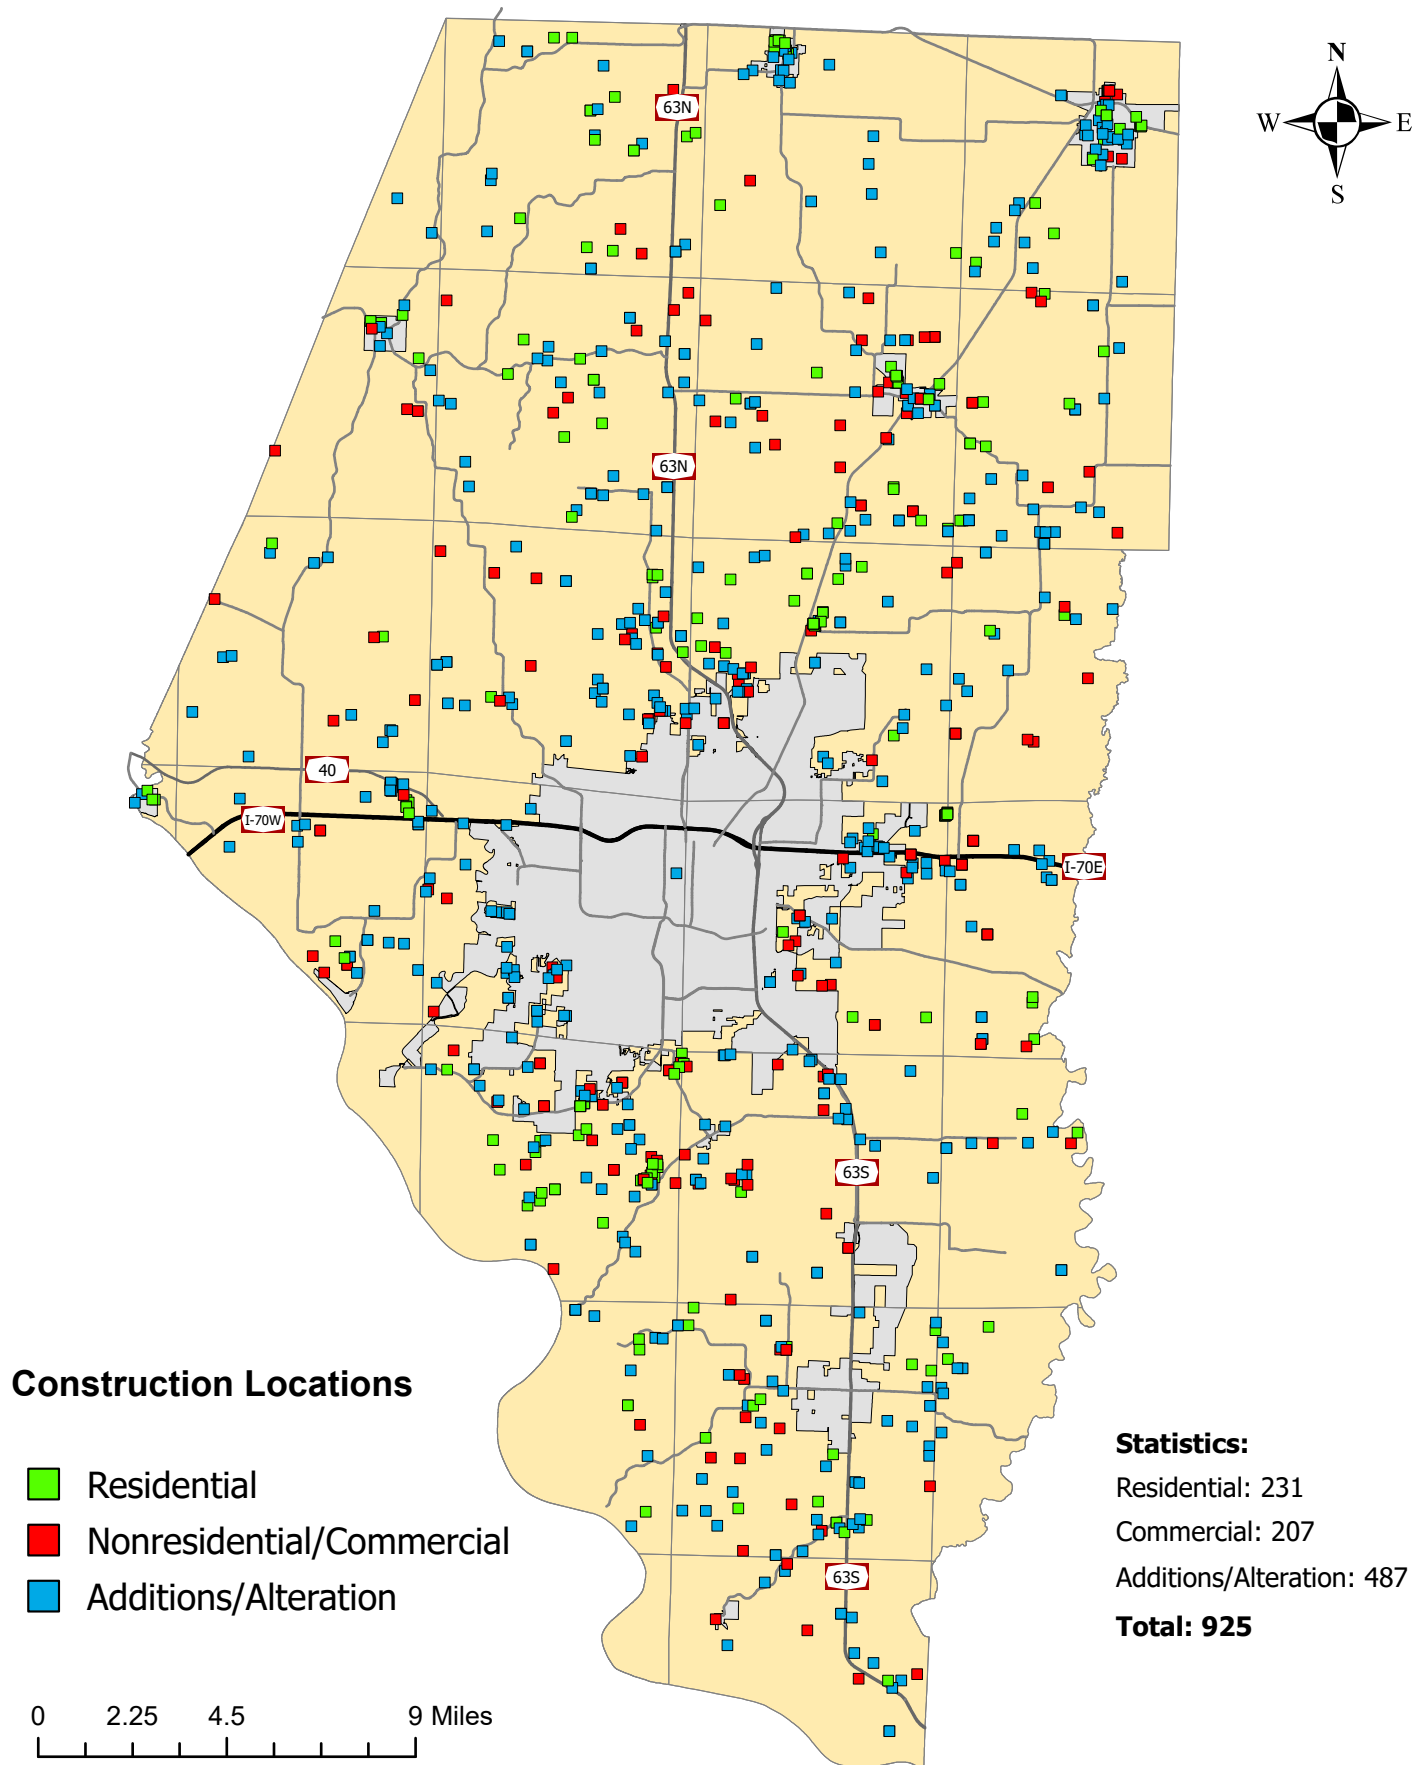 N
W E
S
63N
63N
40
I-70W
I-70E
63S
63S
Construction Locations
Residential
Nonresidential/Commercial
Additions/Alteration
Statistics:
Residential: 231
Commercial: 207
Additions/Alteration: 487
Total: 925
0 2.25 4.5 9 Miles